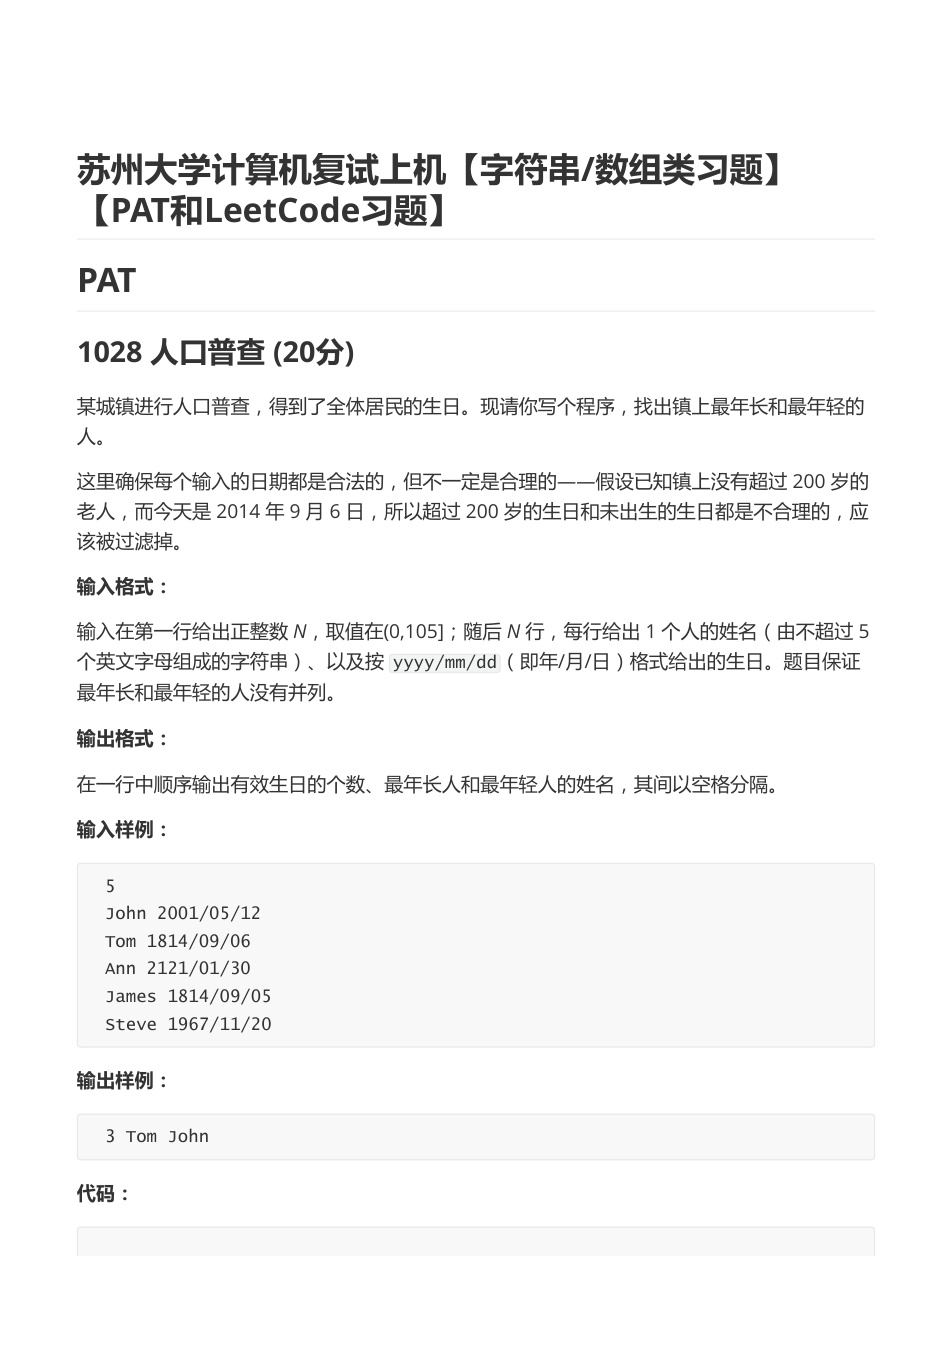 苏州大学计算机复试上机【字符串/数组类习题】
【PAT和LeetCode习题】
PAT
1028 人口普查 (20分)
某城镇进行人口普查，得到了全体居民的生日。现请你写个程序，找出镇上最年长和最年轻的
人。
这里确保每个输入的日期都是合法的，但不一定是合理的——假设已知镇上没有超过 200 岁的
老人，而今天是 2014 年 9 月 6 日，所以超过 200 岁的生日和未出生的生日都是不合理的，应
该被过滤掉。
输入格式：
输入在第一行给出正整数 N，取值在(0,105]；随后 N 行，每行给出 1 个人的姓名（由不超过 5
个英文字母组成的字符串）、以及按 yyyy/mm/dd（即年/月/日）格式给出的生日。题目保证
最年长和最年轻的人没有并列。
输出格式：
在一行中顺序输出有效生日的个数、最年长人和最年轻人的姓名，其间以空格分隔。
输入样例：
5
John 2001/05/12
Tom 1814/09/06
Ann 2121/01/30
James 1814/09/05
Steve 1967/11/20
输出样例：
3 Tom John
代码：